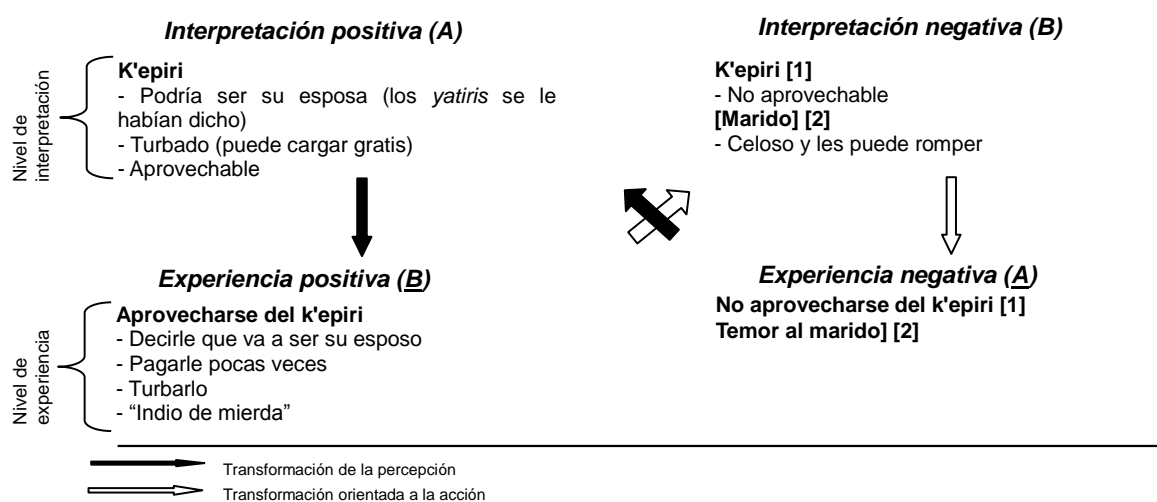 Interpretación positiva (A)
Nivel de
interpretación
K'epiri
- Podría ser su esposa (los yatiris se le
habían dicho)
- Turbado (puede cargar gratis)
- Aprovechable
Interpretación negativa (B)
K'epiri [1]
- No aprovechable
[Marido] [2]
- Celoso y les puede romper
Experiencia positiva (B)
Nivel de
experiencia
Aprovecharse del k'epiri
- Decirle que va a ser su esposo
- Pagarle pocas veces
- Turbarlo
- “Indio de mierda”
Experiencia negativa (A)
No aprovecharse del k'epiri [1]
Temor al marido] [2]
Transformación de la percepción
Transformación orientada a la acción